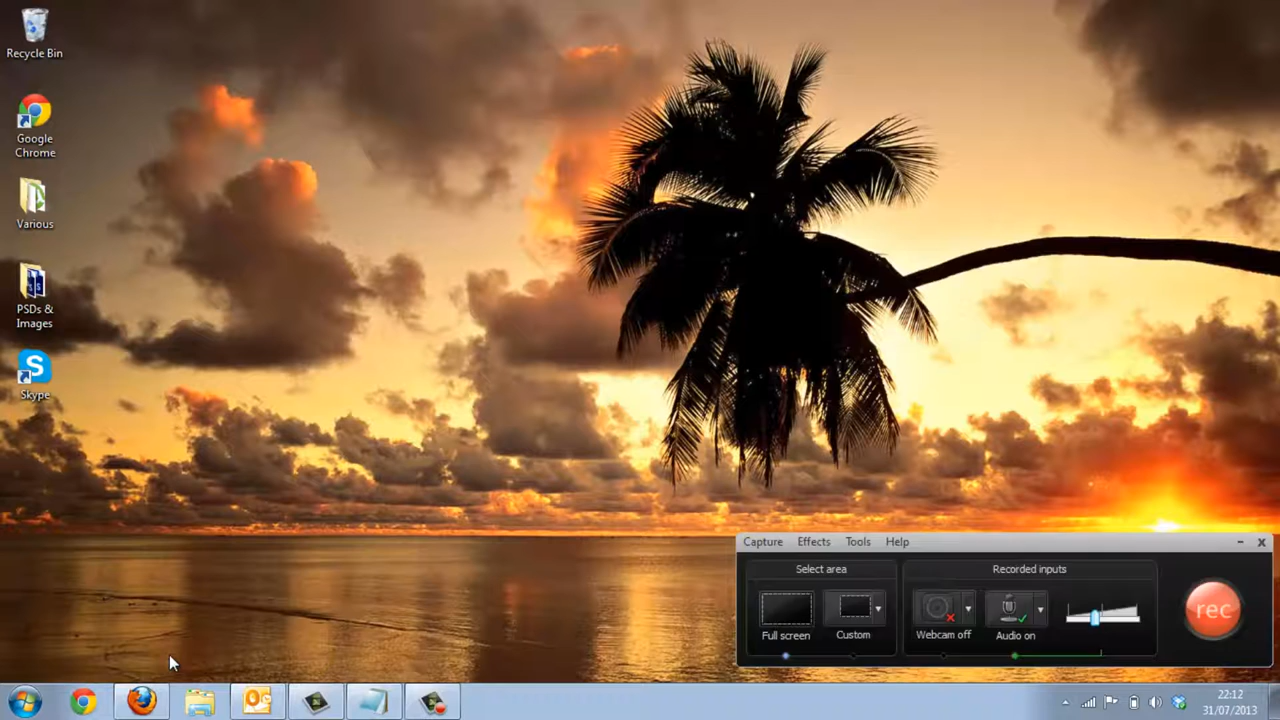 Recycle Bin
Google
Chrome
Various
PSDs &
Images
Skype
Capture Effects Tools Help
Select area
Recorded inputs
Full screen
Custom
Webcam off
Audio on
rec
22:12
31/07/2013